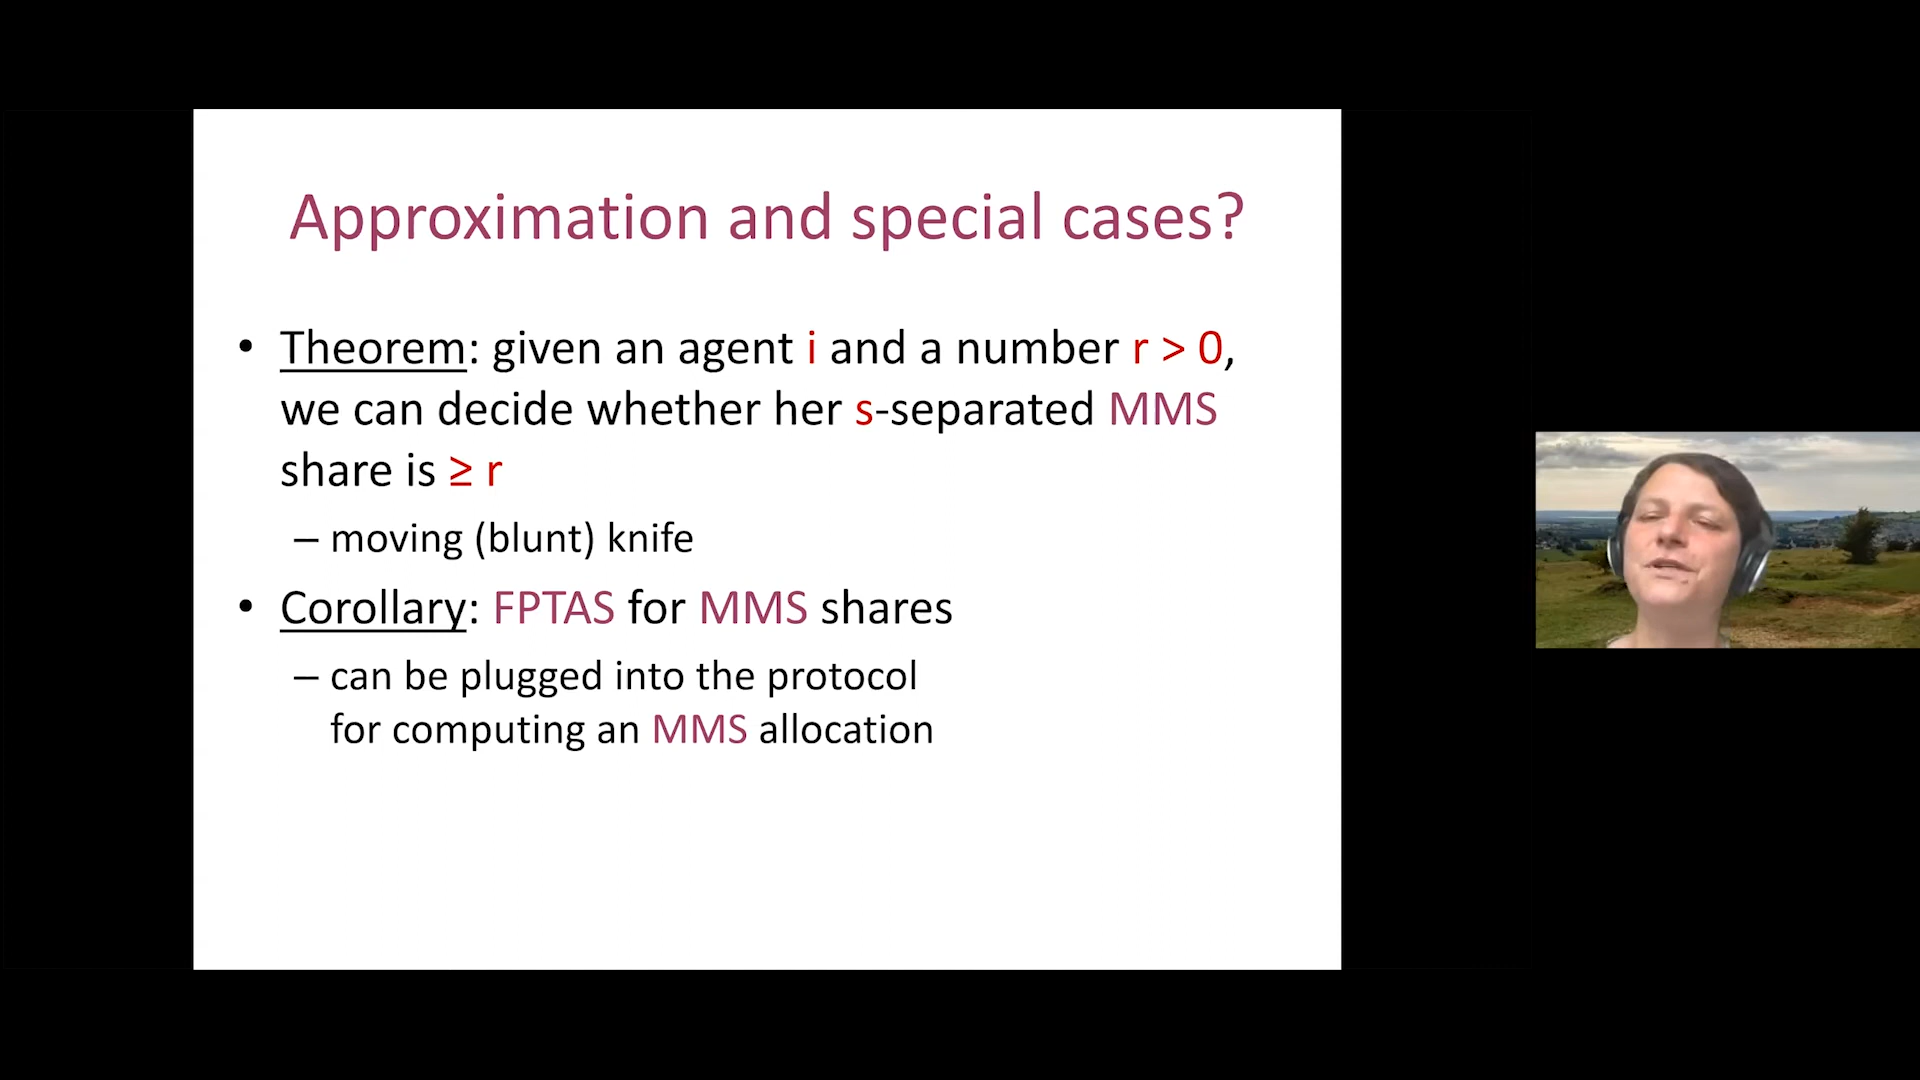 Approximation and special cases?
• Theorem: given an agent i and a number r > 0,
we can decide whether her s-separated MMS
share is ≥ r
– moving (blunt) knife
• Corollary: FPTAS for MMS shares
– can be plugged into the protocol
for computing an MMS allocation